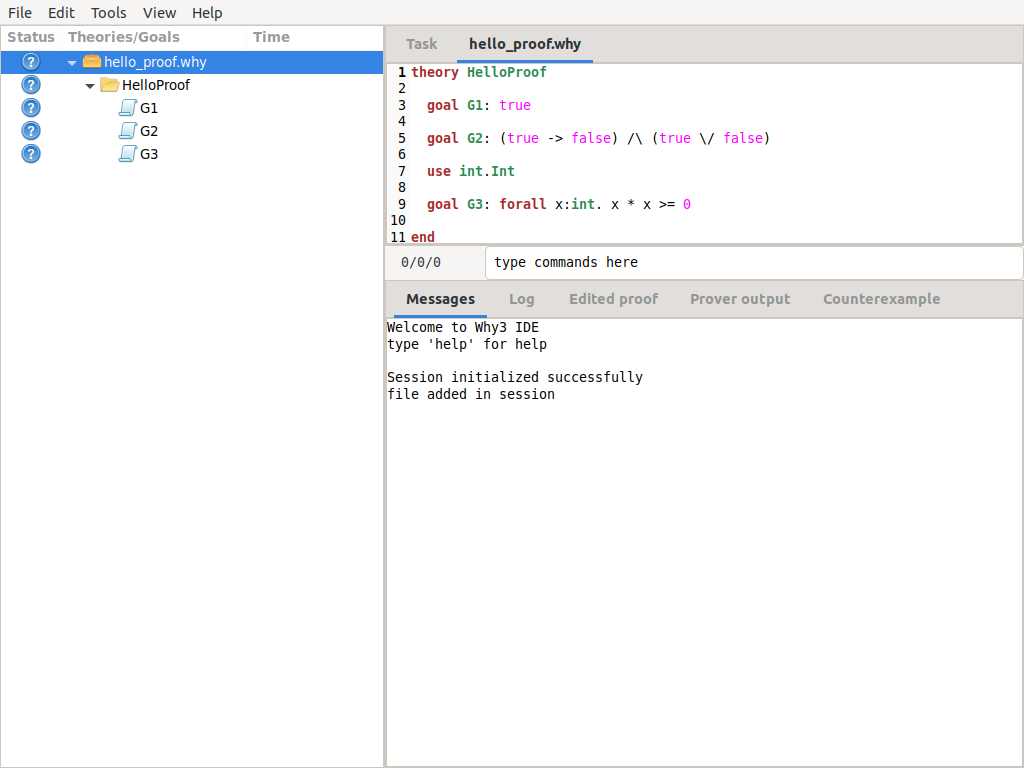 File Edit Tools View Help
Status Theories/Goals Time
hello_proof.why
HelloProof
G1
G2
G3
Task hello_proof.why
1 theory HelloProof
2
3 goal G1: true
4
5 goal G2: (true -> false) /\ (true \/ false)
6
7 use int.Int
8
9 goal G3: forall x:int. x * x >= 0
10
11 end
0/0/0 type commands here
Messages Log Edited proof Prover output Counterexample
Welcome to Why3 IDE
type 'help' for help
Session initialized successfully
file added in session